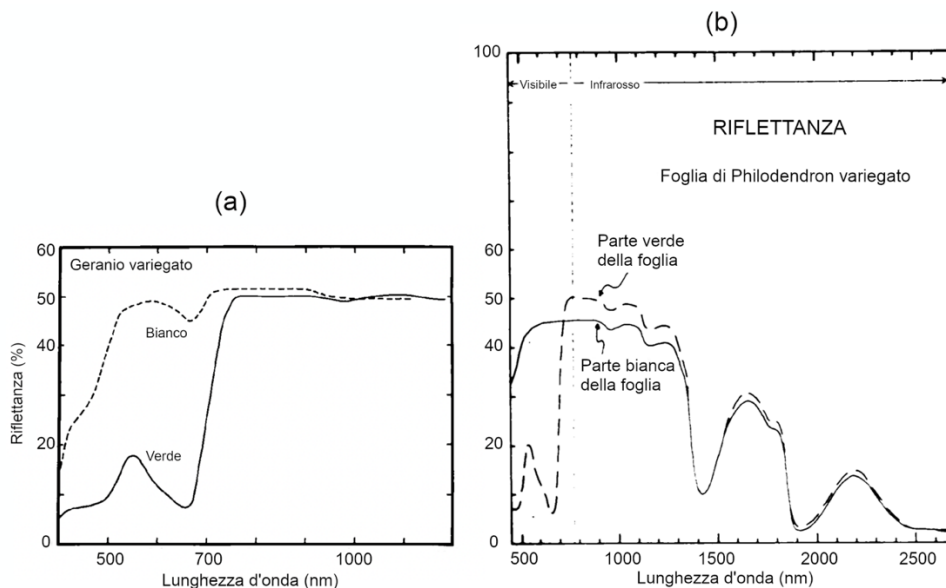 (a)
60
50
40
20
0
Riflettanza (%)
Geranio variegato
Bianco
Verde
500
700
1000
Lunghezza d'onda (nm)
(b)
100
80
60
40
20
0
Visibile
Infrarosso
RIFLETTANZA
Foglia di Philodendron variegato
Parte verde
della foglia
Parte bianca
della foglia
500
1000
1500
2000
2500
Lunghezza d'onda (nm)